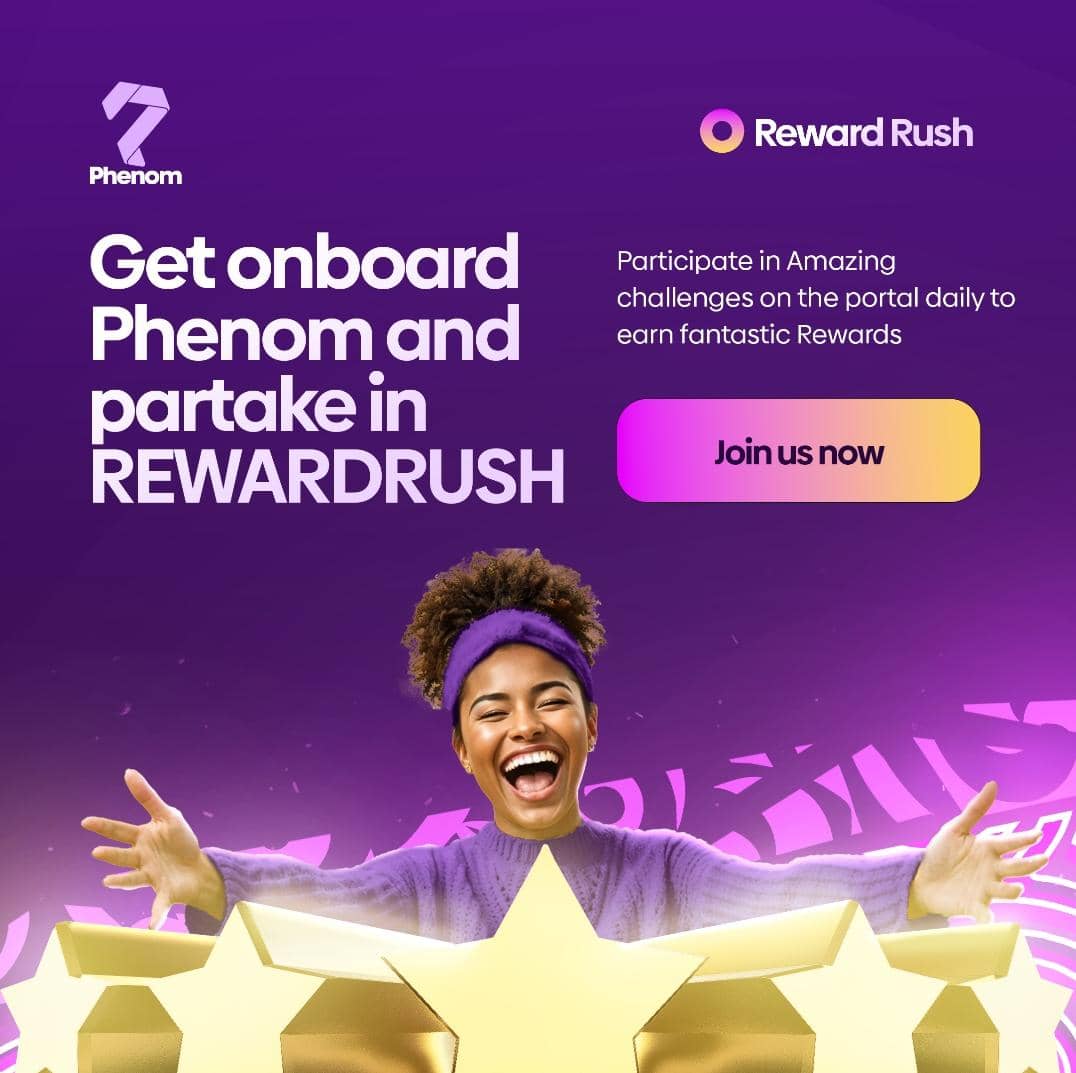 Phenom
Reward Rush
Get onboard
Phenom and
partake in
REWARDRUSH
Participate in Amazing
challenges on the portal daily to
earn fantastic Rewards
Join us now